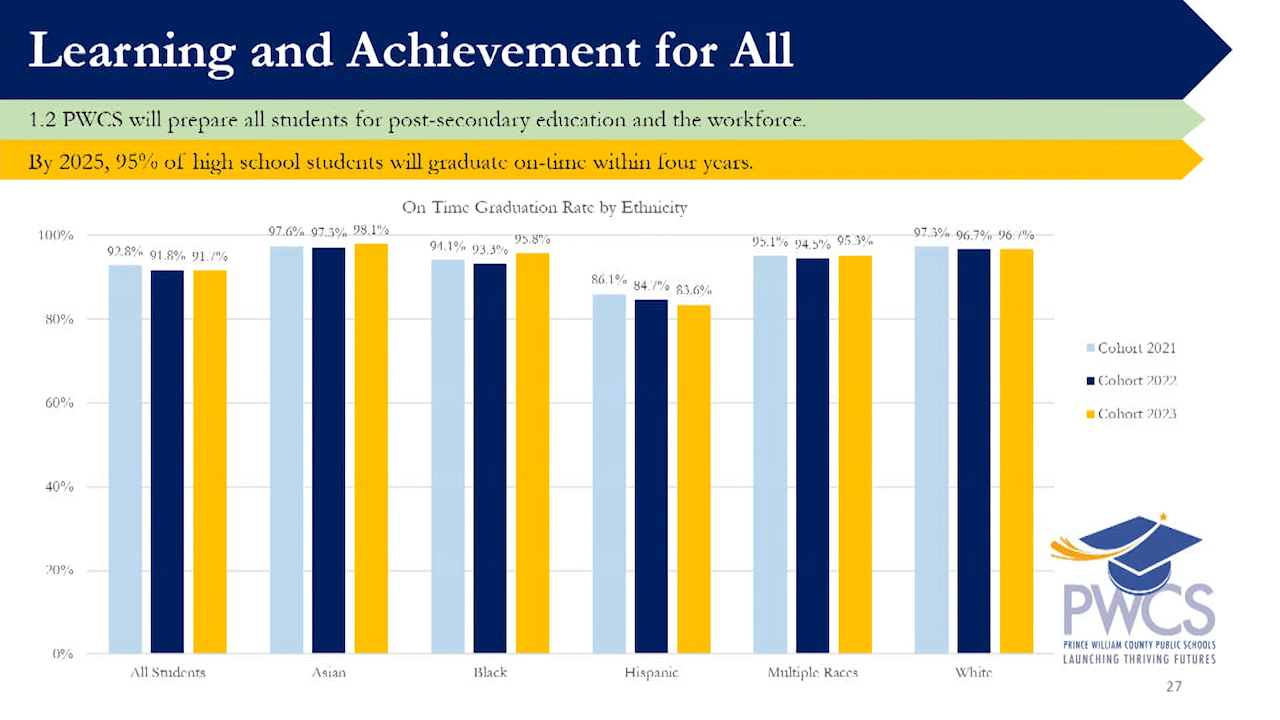 Learning and Achievement for All
1.2 PWCS will prepare all students for post-secondary education and the workforce.
By 2025, 95% of high school students will graduate on-time within four years.
On Time Graduation Rate by Ethnicity
100%
80%
60%
40%
20%
0%
92.8% 91.8% 91.7%
97.6% 97.3% 98.1%
94.1% 93.3% 95.8%
86.1% 84.7% 83.6%
95.1% 94.5% 95.3%
97.3% 96.7% 96.7%
All Students Asian Black Hispanic Multiple Races White
Cohort 2021
Cohort 2022
Cohort 2023
PWCS
PRINCE WILLIAM COUNTY PUBLIC SCHOOLS
LAUNCHING THRIVING FUTURES
27